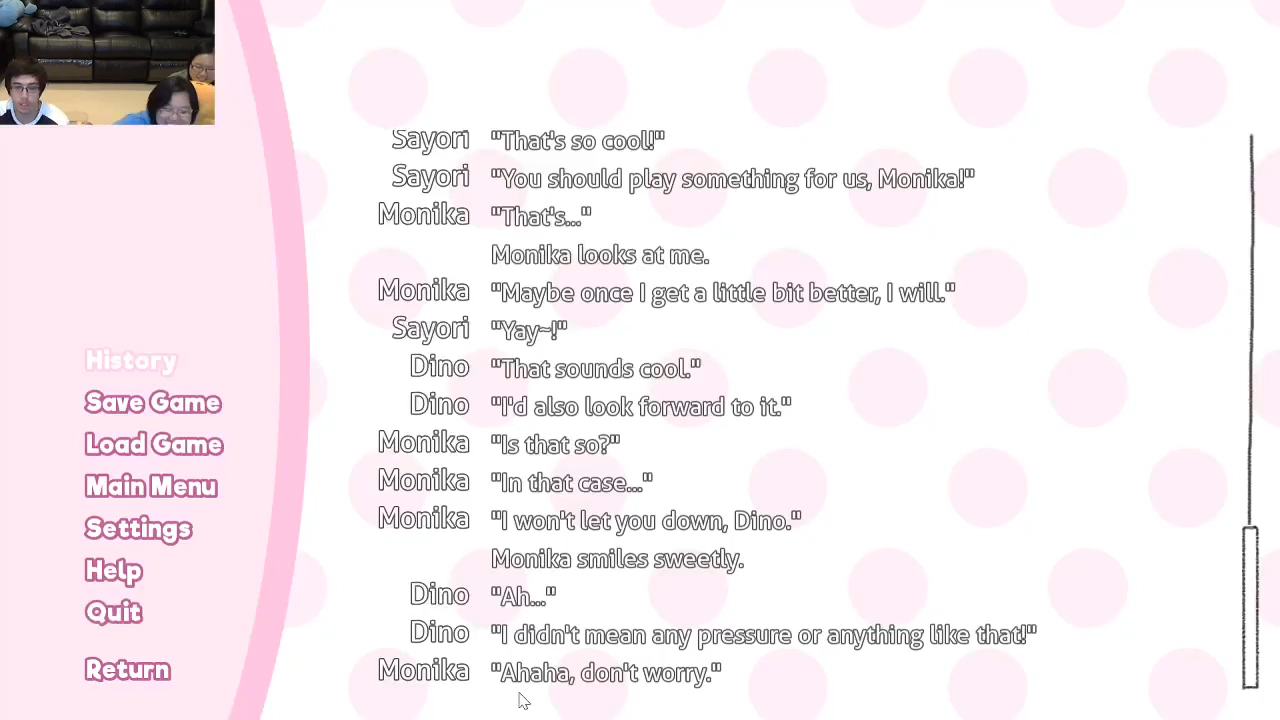 Sayori "That's so cool!"
Sayori "You should play something for us, Monika!"
Monika "That's..."
Monika looks at me.
Monika "Maybe once I get a little bit better, I will."
Sayori "Yay~!"
Dino "That sounds cool."
Dino "I'd also look forward to it."
Monika "Is that so?"
Monika "In that case..."
Monika "I won't let you down, Dino."
Monika smiles sweetly.
Dino "Ah..."
Dino "I didn't mean any pressure or anything like that!"
Monika "Ahaha, don't worry."
History
Save Game
Load Game
Main Menu
Settings
Help
Quit
Return